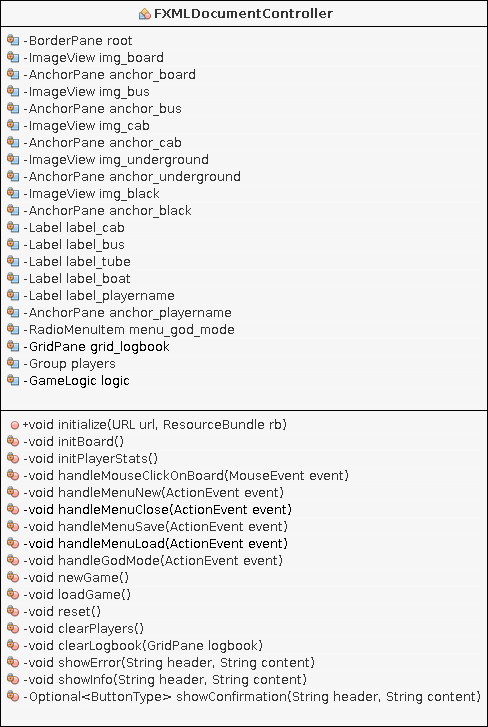 FXMLDocumentController
-BorderPane root
-ImageView img_board
-AnchorPane anchor_board
-ImageView img_bus
-AnchorPane anchor_bus
-ImageView img_cab
-AnchorPane anchor_cab
-ImageView img_underground
-AnchorPane anchor_underground
-ImageView img_black
-AnchorPane anchor_black
-Label label_cab
-Label label_bus
-Label label_tube
-Label label_boat
-Label label_playername
-AnchorPane anchor_playername
-RadioMenuItem menu_god_mode
-GridPane grid_logbook
-Group players
-GameLogic logic
+void initialize(URL url, ResourceBundle rb)
-void initBoard()
-void initPlayerStats()
-void handleMouseClickOnBoard(MouseEvent event)
-void handleMenuNew(ActionEvent event)
-void handleMenuClose(ActionEvent event)
-void handleMenuSave(ActionEvent event)
-void handleMenuLoad(ActionEvent event)
-void handleGodMode(ActionEvent event)
-void newGame()
-void loadGame()
-void reset()
-void clearPlayers()
-void clearLogbook(GridPane logbook)
-void showError(String header, String content)
-void showInfo(String header, String content)
-Optional<ButtonType> showConfirmation(String header, String content)